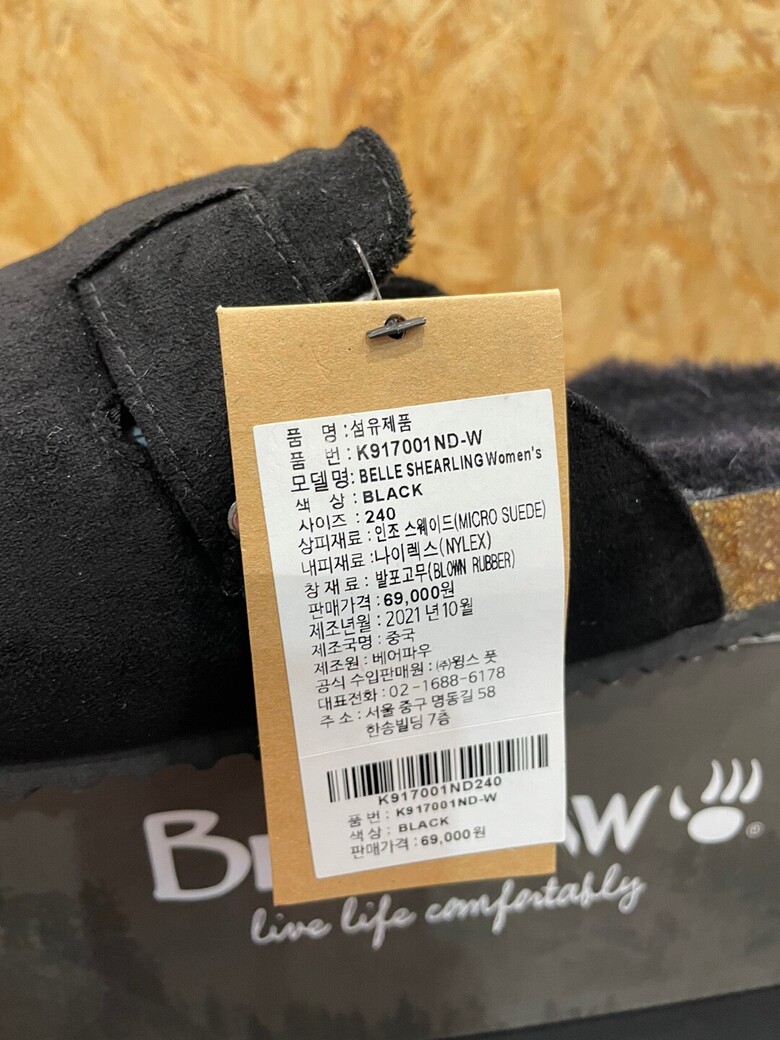 품 명 : 섬유제품
품 번 : K917001ND-W
모델명: BELLE SHEARLING Women's
색 상 : BLACK
사이즈 : 240
상피재료 : 인조 스웨이드(MICRO SUEDE)
내피재료 : 나이렉스(NYLEX)
창 재 료 : 발포고무(BLOWN RUBBER)
판매가격 : 69,000원
제조년월 : 2021년10월
제조국명 : 중국
제조원 : 베어파우
공식 수입판매원 : (주)윙스 풋
대표전화 : 02-1688-6178
주 소 : 서울 중구 명동길 58
한송빌딩 7층
K917001ND240
품 번 : K917001ND-W
색 상 : BLACK
판매가격 : 69,000원
live life comfortably